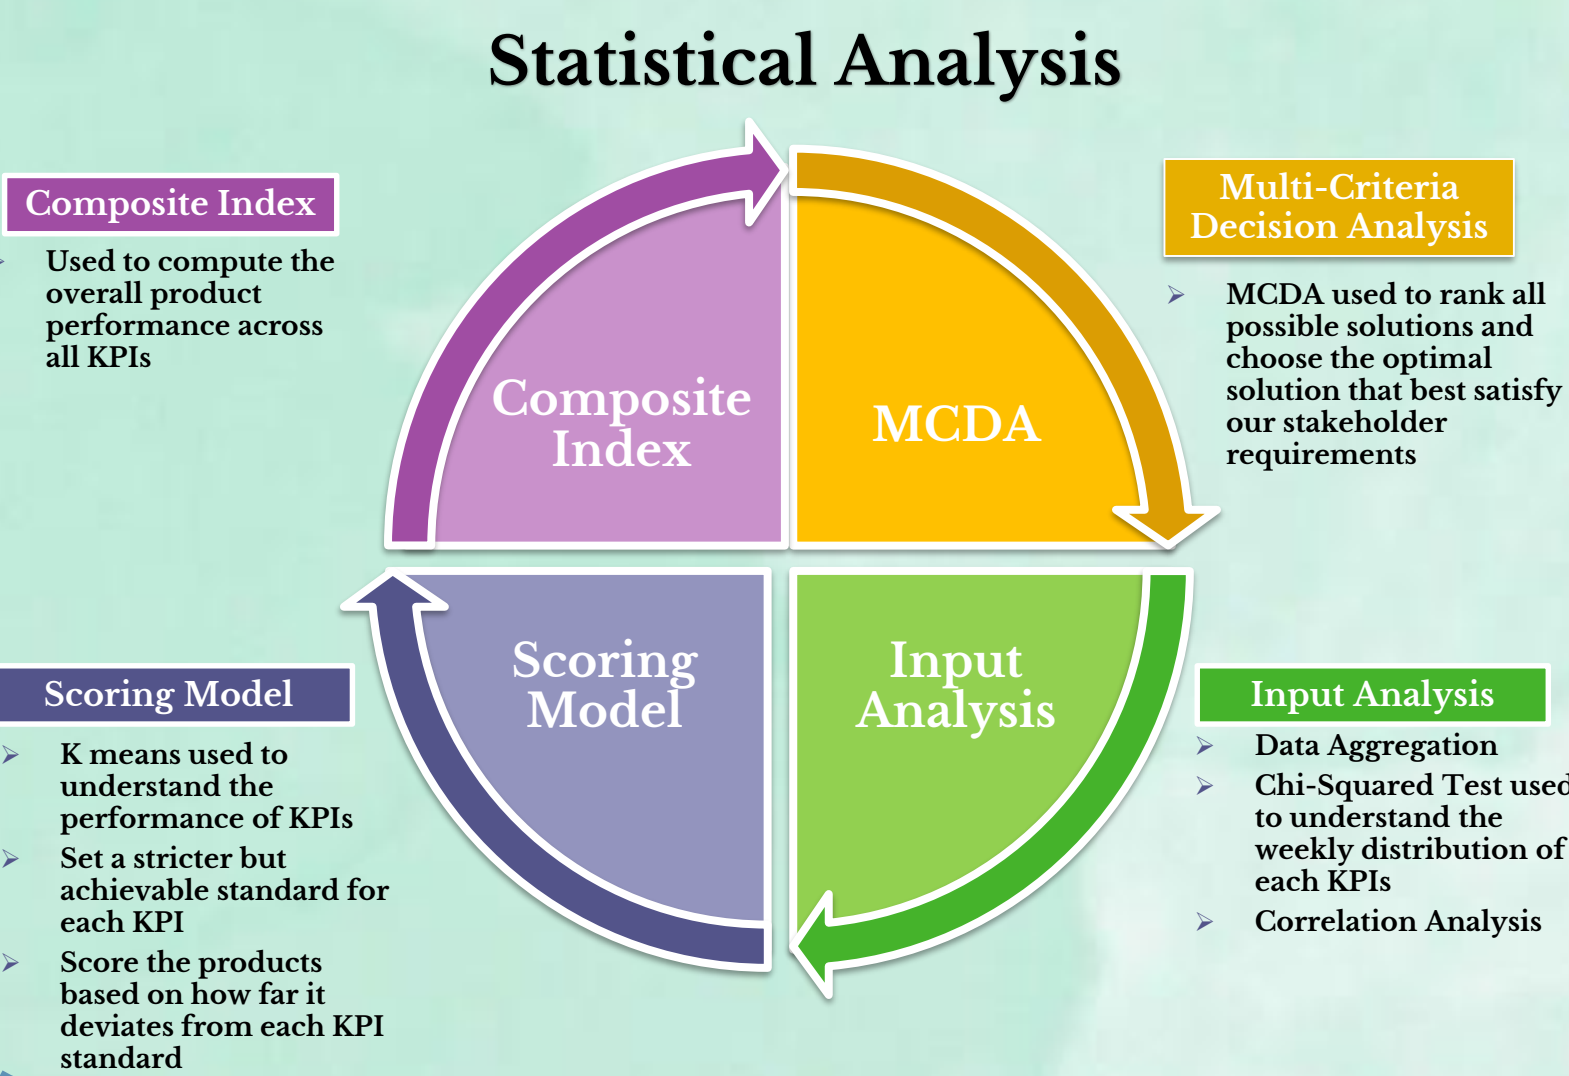 Statistical Analysis
Composite Index
Used to compute the
overall product
performance across
all KPIs
Composite
Index
MCDA
Multi-Criteria
Decision Analysis
MCDA used to rank all
possible solutions and
choose the optimal
solution that best satisfy
our stakeholder
requirements
Scoring Model
K means used to
understand the
performance of KPIs
Set a stricter but
achievable standard for
each KPI
Score the products
based on how far it
deviates from each KPI
standard
Scoring
Model
Input
Analysis
Input Analysis
Data Aggregation
Chi-Squared Test used
to understand the
weekly distribution of
each KPIs
Correlation Analysis